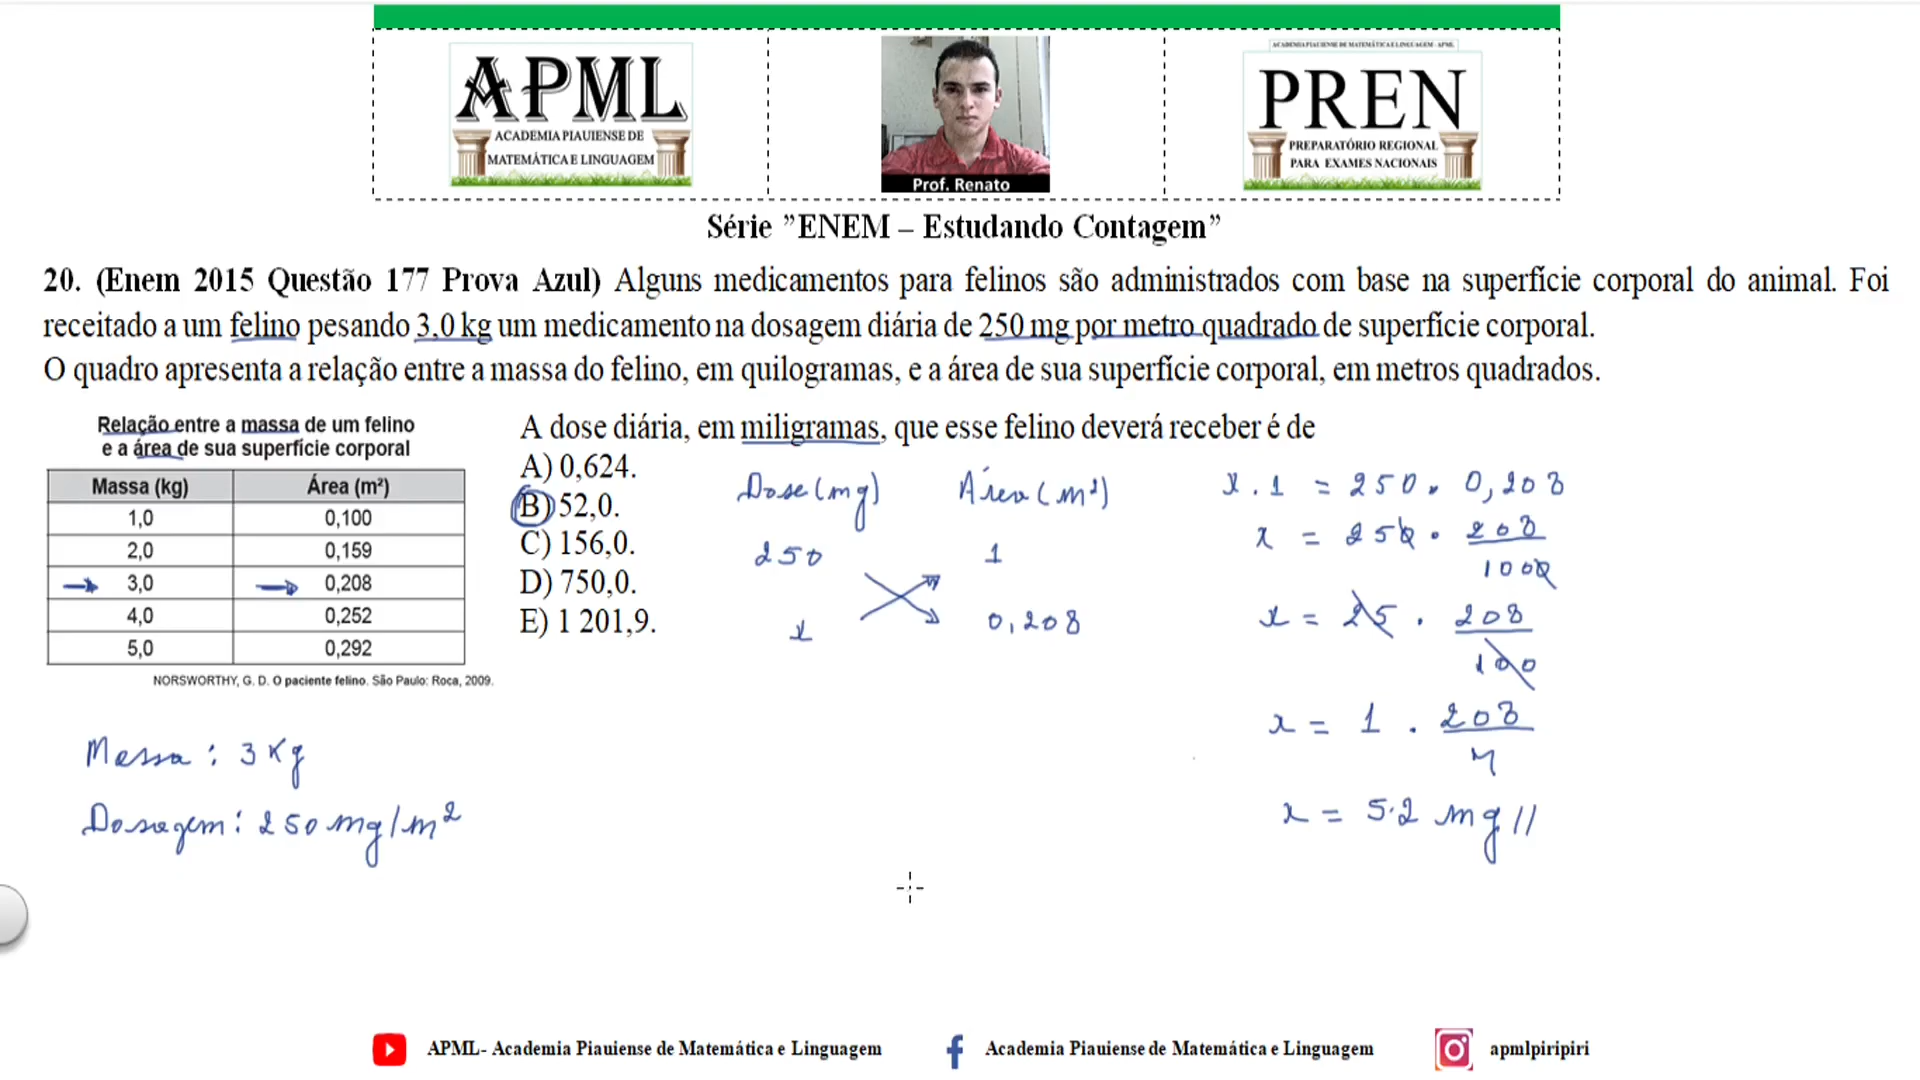 APML
ACADEMIA PIAUIENSE DE
MATEMÁTICA E LINGUAGEM
Prof. Renato
ACADEMIA PIAUIENSE DE MATEMÁTICA E LINGUAGEM - APML
PREN
PREPARATÓRIO REGIONAL
PARA EXAMES NACIONAIS
Série ”ENEM – Estudando Contagem”
20. (Enem 2015 Questão 177 Prova Azul) Alguns medicamentos para felinos são administrados com base na superfície corporal do animal. Foi
receitado a um felino pesando 3,0 kg um medicamento na dosagem diária de 250 mg por metro quadrado de superfície corporal.
O quadro apresenta a relação entre a massa do felino, em quilogramas, e a área de sua superfície corporal, em metros quadrados.
Relação entre a massa de um felino
e a área de sua superfície corporal
Massa (kg) Área (m²)
1,0 0,100
2,0 0,159
3,0 0,208
4,0 0,252
5,0 0,292
NORSWORTHY, G. D. O paciente felino. São Paulo: Roca, 2009.
A dose diária, em miligramas, que esse felino deverá receber é de
A) 0,624.
B) 52,0.
C) 156,0.
D) 750,0.
E) 1 201,9.
Dose (mg) Área (m²)
250 1
x 0,208
x . 1 = 250 . 0,208
x = 250 . 208
1000
x = 25 . 208
100
x = 1 . 208
4
x = 52 mg //
Massa : 3 Kg
Dosagem : 250 mg/m²
APML- Academia Piauiense de Matemática e Linguagem
Academia Piauiense de Matemática e Linguagem
apmlpiripiri